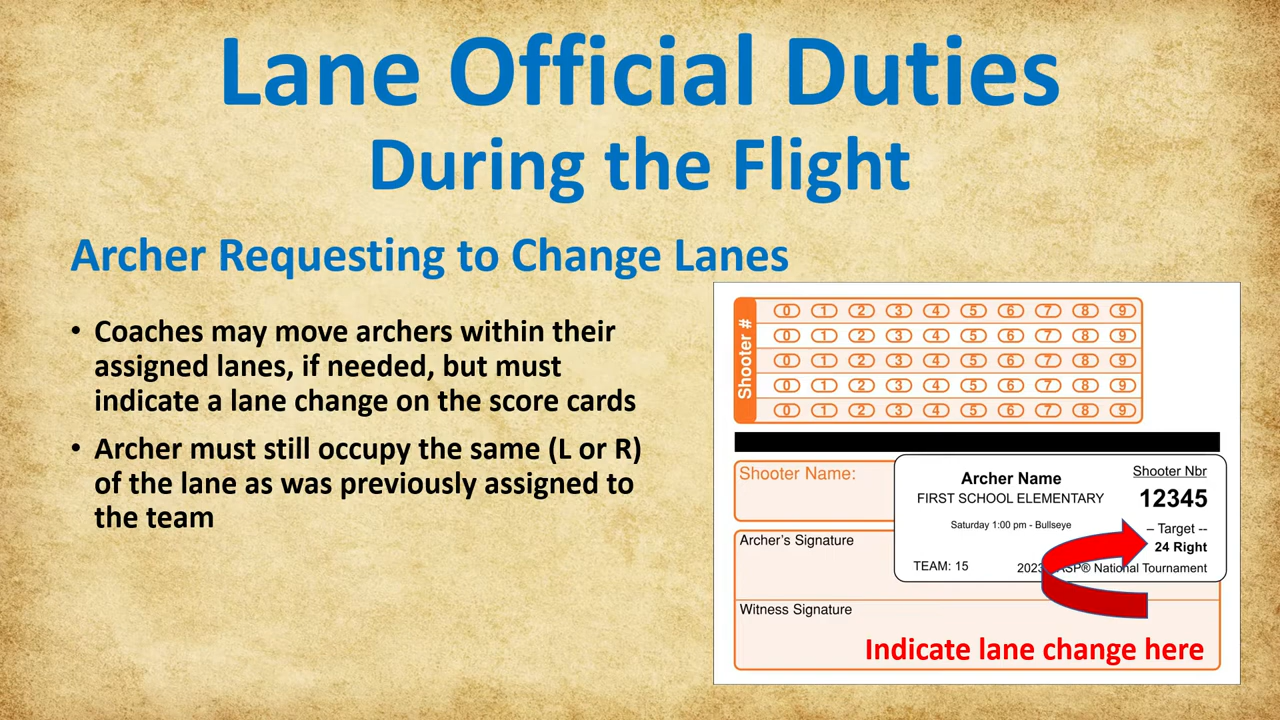 Lane Official Duties
During the Flight
Archer Requesting to Change Lanes
• Coaches may move archers within their
assigned lanes, if needed, but must
indicate a lane change on the score cards
• Archer must still occupy the same (L or R)
of the lane as was previously assigned to
the team
Shooter #
0 1 2 3 4 5 6 7 8 9
0 1 2 3 4 5 6 7 8 9
0 1 2 3 4 5 6 7 8 9
0 1 2 3 4 5 6 7 8 9
0 1 2 3 4 5 6 7 8 9
Shooter Name:
Archer Name
FIRST SCHOOL ELEMENTARY
Saturday 1:00 pm - Bullseye
Shooter Nbr
12345
– Target --
24 Right
TEAM: 15
2023 National Tournament
Archer's Signature
Witness Signature
Indicate lane change here